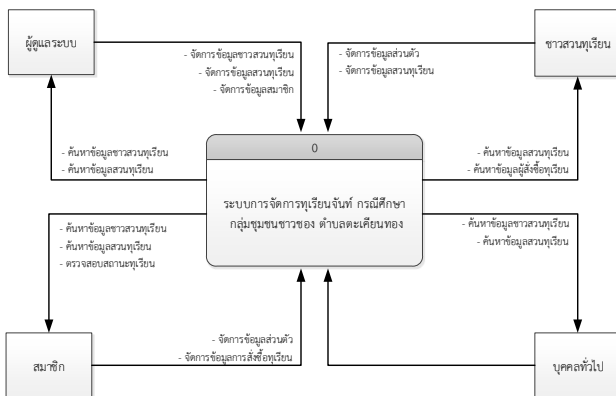 ผู้ดูแลระบบ
- จัดการข้อมูลชาวสวนทุเรียน
- จัดการข้อมูลสวนทุเรียน
- จัดการข้อมูลสมาชิก
- จัดการข้อมูลส่วนตัว
- จัดการข้อมูลสวนทุเรียน
ชาวสวนทุเรียน
- ค้นหาข้อมูลชาวสวนทุเรียน
- ค้นหาข้อมูลสวนทุเรียน
0
ระบบการจัดการทุเรียนจันท์ กรณีศึกษา
กลุ่มชุมชนชาวชอง ตำบลตะเคียนทอง
- ค้นหาข้อมูลสวนทุเรียน
- ค้นหาข้อมูลผู้สั่งซื้อทุเรียน
- ค้นหาข้อมูลชาวสวนทุเรียน
- ค้นหาข้อมูลสวนทุเรียน
- ตรวจสอบสถานะทุเรียน
- ค้นหาข้อมูลชาวสวนทุเรียน
- ค้นหาข้อมูลสวนทุเรียน
สมาชิก
- จัดการข้อมูลส่วนตัว
- จัดการข้อมูลการสั่งซื้อทุเรียน
บุคคลทั่วไป